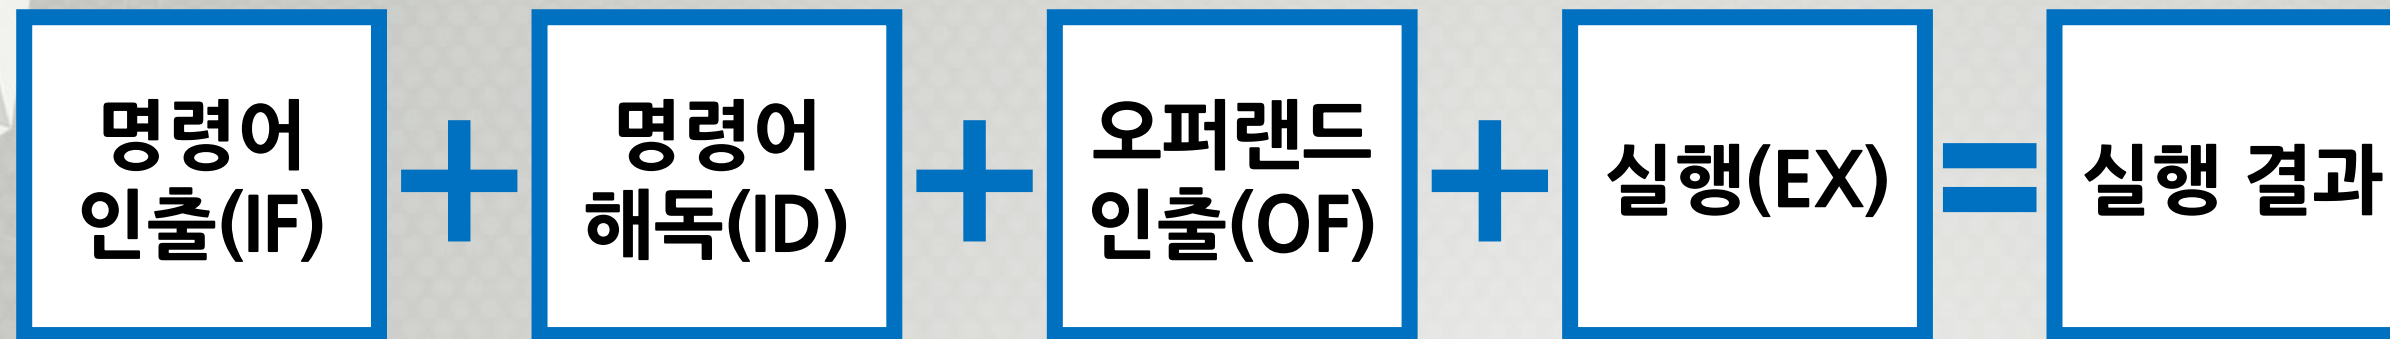 명령어
인출(IF)
+
명령어
해독(ID)
+
오퍼랜드
인출(OF)
+
실행(EX)
=
실행 결과